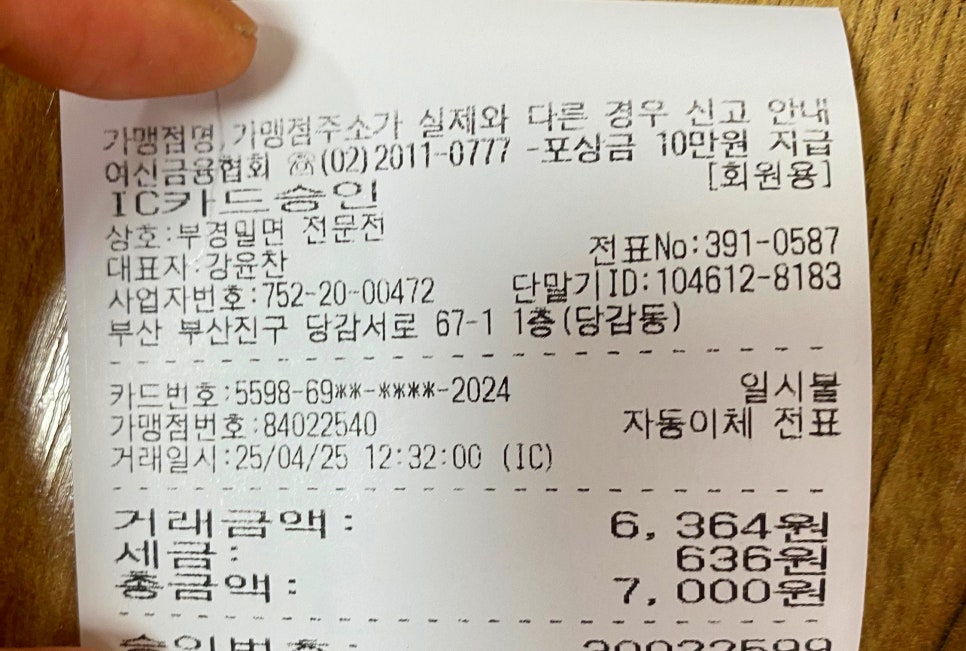 가맹점명,가맹점주소가 실제와 다른 경우 신고 안내
여신금융협회 ☏(02)2011-0777 -포상금 10만원 지급
[회원용]
IC카드승인
상호:부경밀면 전문전
전표No:391-0587
대표자:강윤찬
단말기ID:104612-8183
사업자번호:752-20-00472
부산 부산진구 당감서로 67-1 1층(당감동)
카드번호:5598-69**-****-2024 일시불
가맹점번호:84022540 자동이체 전표
거래일시:25/04/25 12:32:00 (IC)
거래금액: 6,364원
세금: 636원
총금액: 7,000원